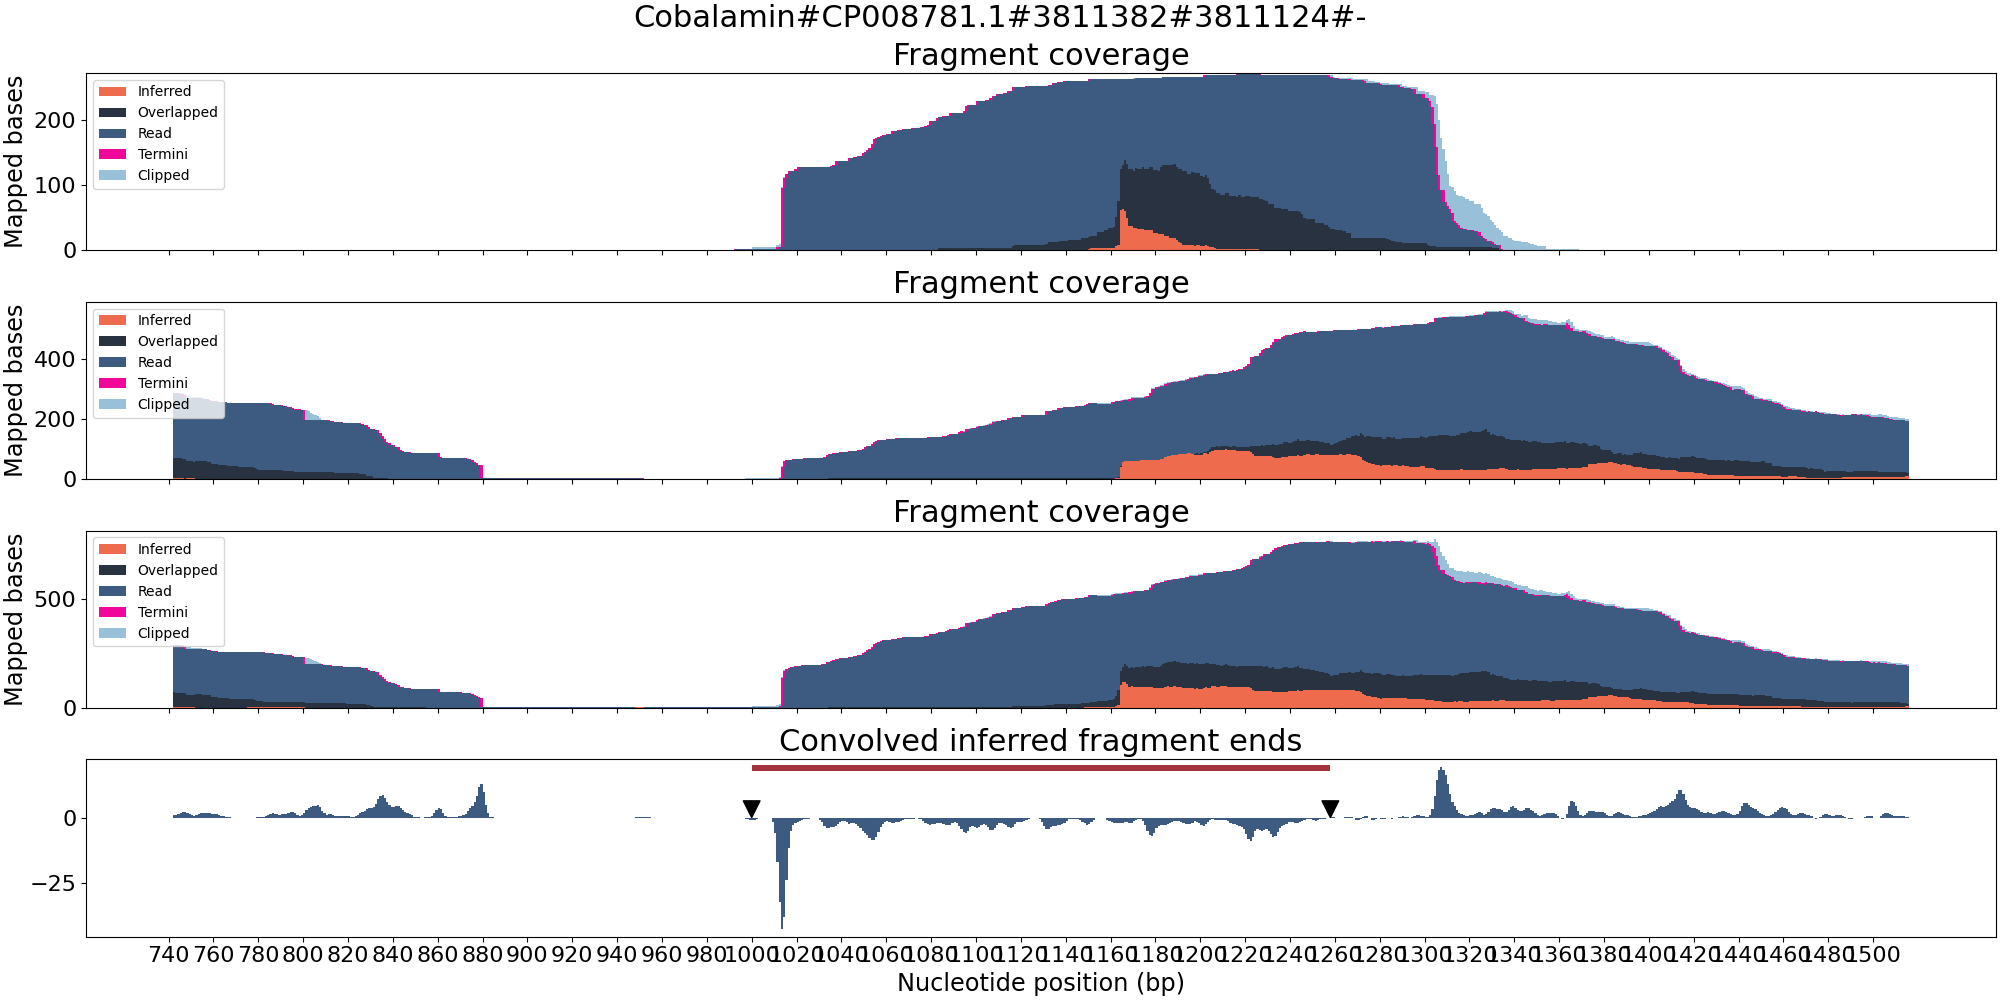 Cobalamin#CP008781.1#3811382#3811124#-
Fragment coverage
Mapped bases
200
100
0
Inferred
Overlapped
Read
Termini
Clipped
Fragment coverage
Mapped bases
400
200
0
Inferred
Overlapped
Read
Termini
Clipped
Fragment coverage
Mapped bases
500
0
Inferred
Overlapped
Read
Termini
Clipped
Convolved inferred fragment ends
0
−25
740 760 780 800 820 840 860 880 900 920 940 960 980 1000 1020 1040 1060 1080 1100 1120 1140 1160 1180 1200 1220 1240 1260 1280 1300 1320 1340 1360 1380 1400 1420 1440 1460 1480 1500
Nucleotide position (bp)